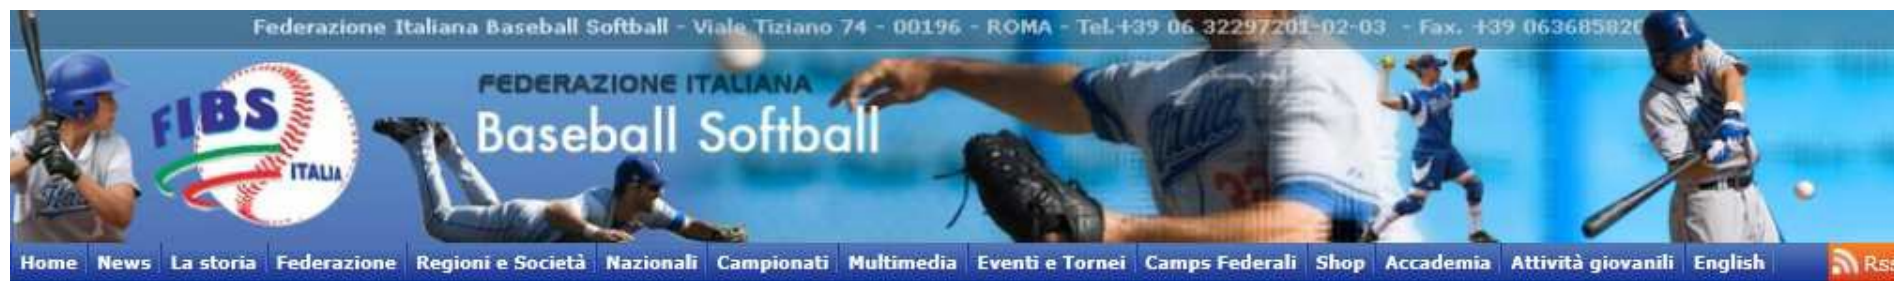 Federazione Italiana Baseball Softball - Viale Tiziano 74 - 00196 - ROMA - Tel.+39 06 32297201-02-03 - Fax. +39 063685820
FIBS
ITALIA
FEDERAZIONE ITALIANA
Baseball Softball
Italia
Home News La storia Federazione Regioni e Società Nazionali Campionati Multimedia Eventi e Tornei Camps Federali Shop Accademia Attività giovanili English